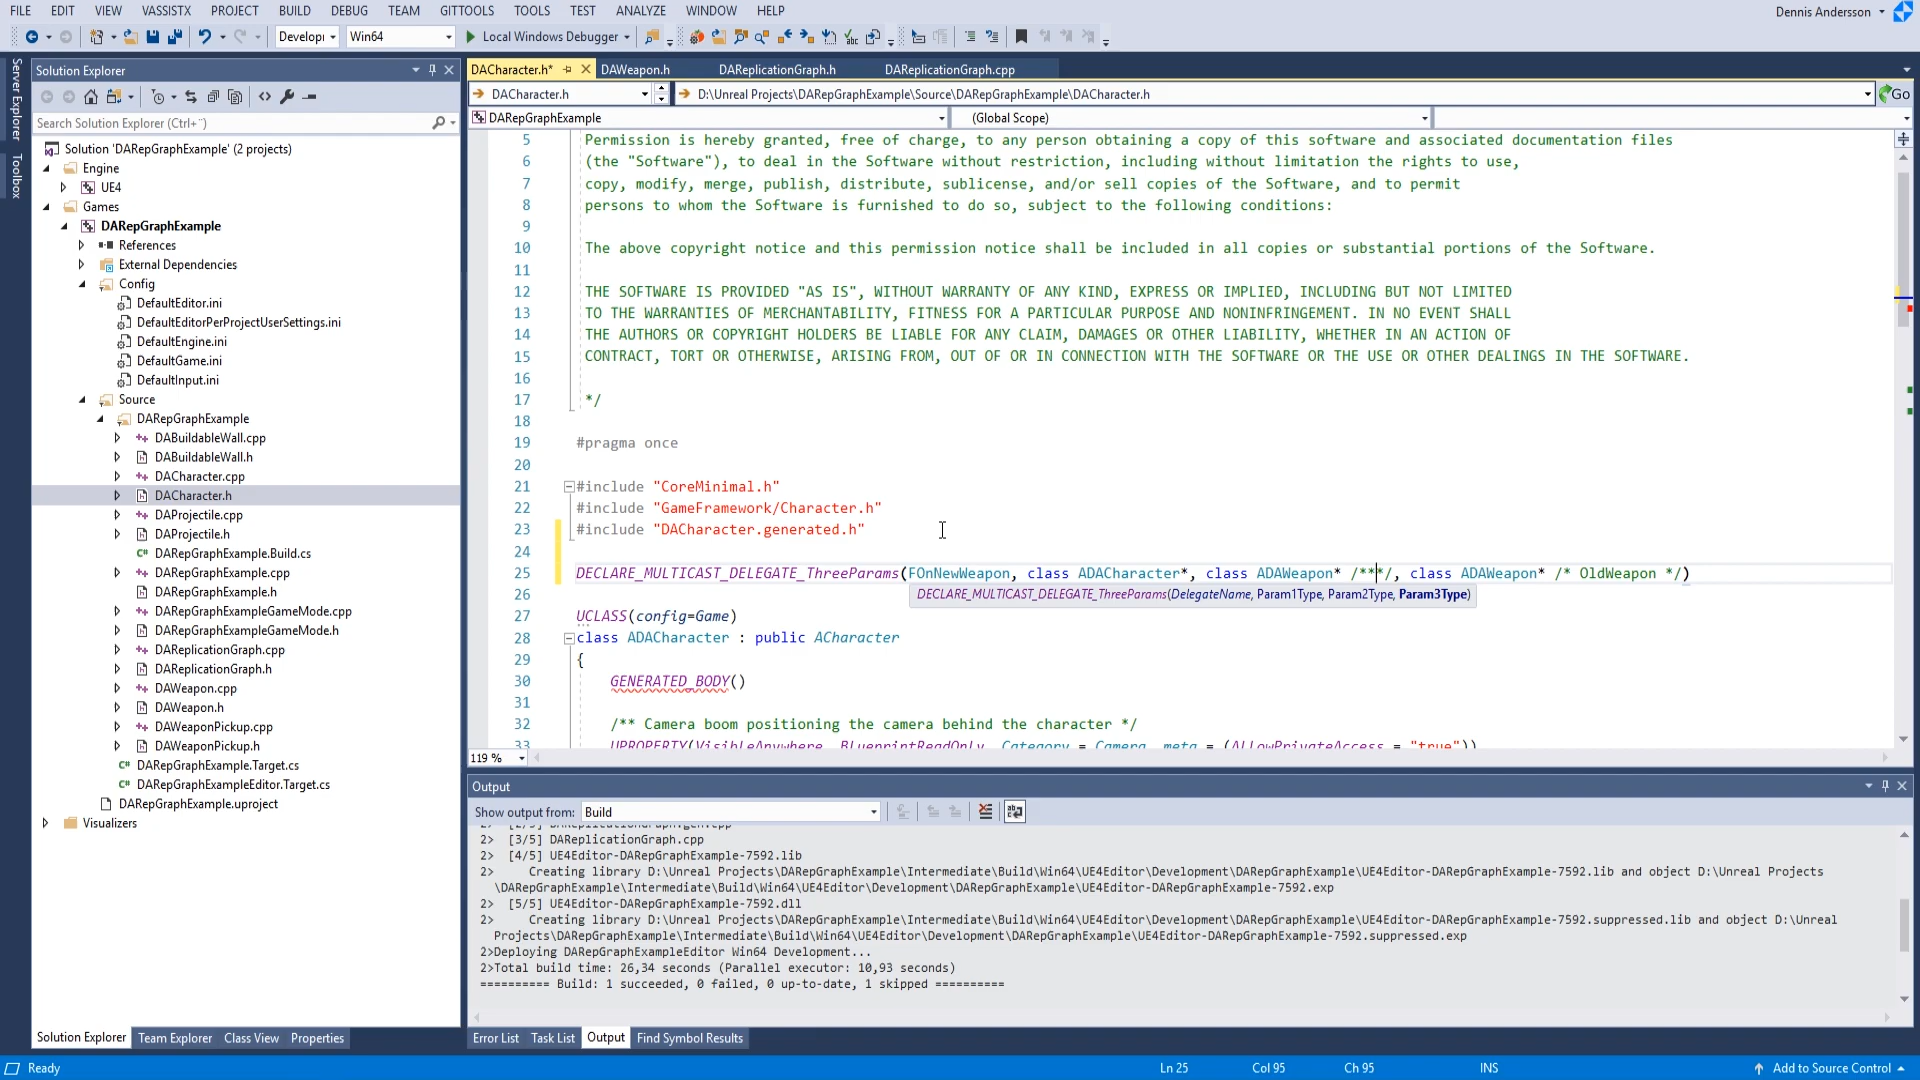 FILE EDIT VIEW VASSISTX PROJECT BUILD DEBUG TEAM GITTOOLS TOOLS TEST ANALYZE WINDOW HELP Dennis Andersson
Develop Win64 Local Windows Debugger
Server Explorer
Toolbox
Solution Explorer
Search Solution Explorer (Ctrl+¨)
Solution 'DARepGraphExample' (2 projects)
Engine
UE4
Games
DARepGraphExample
References
External Dependencies
Config
DefaultEditor.ini
DefaultEditorPerProjectUserSettings.ini
DefaultEngine.ini
DefaultGame.ini
DefaultInput.ini
Source
DARepGraphExample
DABuildableWall.cpp
DABuildableWall.h
DACharacter.cpp
DACharacter.h
DAProjectile.cpp
DAProjectile.h
DARepGraphExample.Build.cs
DARepGraphExample.cpp
DARepGraphExample.h
DARepGraphExampleGameMode.cpp
DARepGraphExampleGameMode.h
DAReplicationGraph.cpp
DAReplicationGraph.h
DAWeapon.cpp
DAWeapon.h
DAWeaponPickup.cpp
DAWeaponPickup.h
DARepGraphExample.Target.cs
DARepGraphExampleEditor.Target.cs
DARepGraphExample.uproject
Visualizers
Solution Explorer Team Explorer Class View Properties
DACharacter.h* DAWeapon.h DAReplicationGraph.h DAReplicationGraph.cpp
DACharacter.h D:\Unreal Projects\DARepGraphExample\Source\DARepGraphExample\DACharacter.h Go
DARepGraphExample (Global Scope)
5 Permission is hereby granted, free of charge, to any person obtaining a copy of this software and associated documentation files
6 (the "Software"), to deal in the Software without restriction, including without limitation the rights to use,
7 copy, modify, merge, publish, distribute, sublicense, and/or sell copies of the Software, and to permit
8 persons to whom the Software is furnished to do so, subject to the following conditions:
9
10 The above copyright notice and this permission notice shall be included in all copies or substantial portions of the Software.
11
12 THE SOFTWARE IS PROVIDED "AS IS", WITHOUT WARRANTY OF ANY KIND, EXPRESS OR IMPLIED, INCLUDING BUT NOT LIMITED
13 TO THE WARRANTIES OF MERCHANTABILITY, FITNESS FOR A PARTICULAR PURPOSE AND NONINFRINGEMENT. IN NO EVENT SHALL
14 THE AUTHORS OR COPYRIGHT HOLDERS BE LIABLE FOR ANY CLAIM, DAMAGES OR OTHER LIABILITY, WHETHER IN AN ACTION OF
15 CONTRACT, TORT OR OTHERWISE, ARISING FROM, OUT OF OR IN CONNECTION WITH THE SOFTWARE OR THE USE OR OTHER DEALINGS IN THE SOFTWARE.
16
17 */
18
19 #pragma once
20
21 #include "CoreMinimal.h"
22 #include "GameFramework/Character.h"
23 #include "DACharacter.generated.h"
24
25 DECLARE_MULTICAST_DELEGATE_ThreeParams(FOnNewWeapon, class ADACharacter*, class ADAWeapon* /***/, class ADAWeapon* /* OldWeapon */)
26 DECLARE_MULTICAST_DELEGATE_ThreeParams(DelegateName, Param1Type, Param2Type, Param3Type)
27 UCLASS(config=Game)
28 class ADACharacter : public ACharacter
29 {
30 GENERATED_BODY()
31
32 /** Camera boom positioning the camera behind the character */
33 UPROPERTY(VisibleAnywhere, BlueprintReadOnly, Category = Camera, meta = (AllowPrivateAccess = "true"))
119 %
Output
Show output from: Build
2> [2/5] DAReplicationGraph.gen.cpp
2> [3/5] DAReplicationGraph.cpp
2> [4/5] UE4Editor-DARepGraphExample-7592.lib
2> Creating library D:\Unreal Projects\DARepGraphExample\Intermediate\Build\Win64\UE4Editor\Development\DARepGraphExample\UE4Editor-DARepGraphExample-7592.lib and object D:\Unreal Projects
\DARepGraphExample\Intermediate\Build\Win64\UE4Editor\Development\DARepGraphExample\UE4Editor-DARepGraphExample-7592.exp
2> [5/5] UE4Editor-DARepGraphExample-7592.dll
2> Creating library D:\Unreal Projects\DARepGraphExample\Intermediate\Build\Win64\UE4Editor\Development\DARepGraphExample\UE4Editor-DARepGraphExample-7592.suppressed.lib and object D:\Unreal
Projects\DARepGraphExample\Intermediate\Build\Win64\UE4Editor\Development\DARepGraphExample\UE4Editor-DARepGraphExample-7592.suppressed.exp
2>Deploying DARepGraphExampleEditor Win64 Development...
2>Total build time: 26,34 seconds (Parallel executor: 10,93 seconds)
========== Build: 1 succeeded, 0 failed, 0 up-to-date, 1 skipped ==========
Error List Task List Output Find Symbol Results
Ready Ln 25 Col 95 Ch 95 INS Add to Source Control